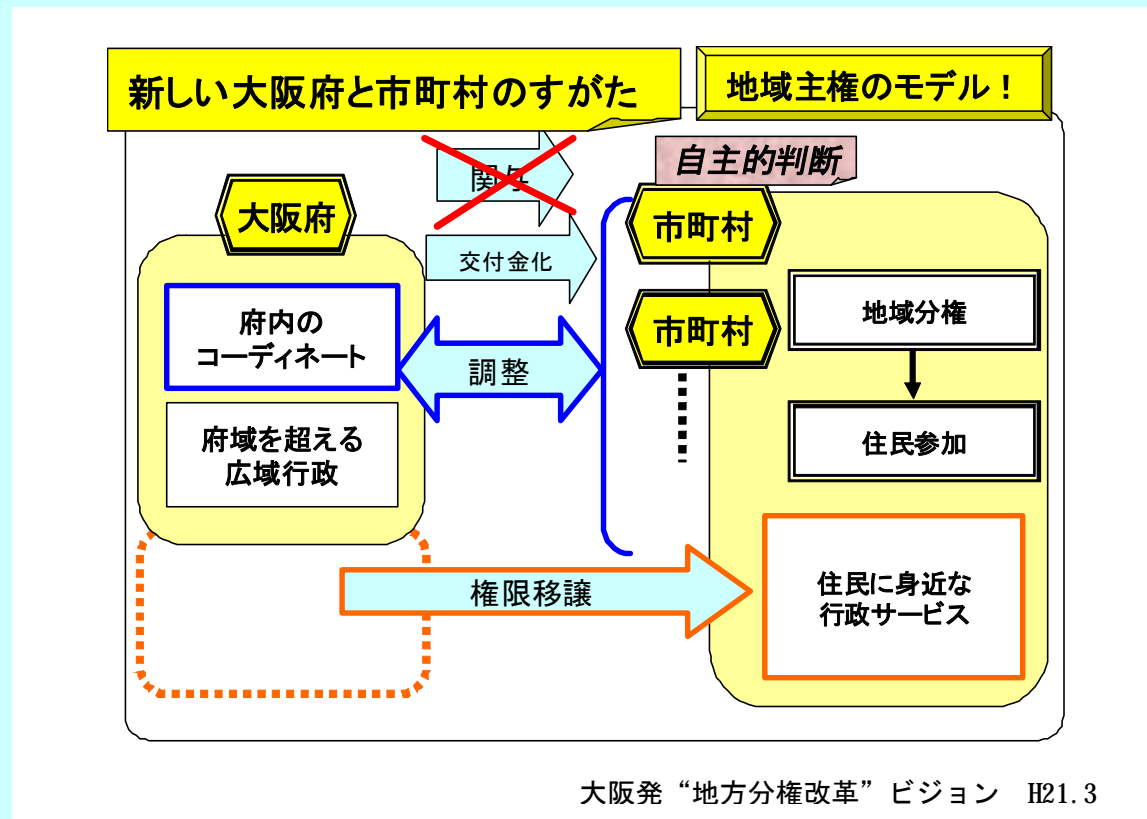 新しい大阪府と市町村のすがた
地域主権のモデル！
関与
自主的判断
大阪府
市町村
交付金化
府内の
コーディネート
調整
市町村
地域分権
府域を超える
広域行政
住民参加
権限移譲
住民に身近な
行政サービス
大阪発“地方分権改革”ビジョン　H21.3